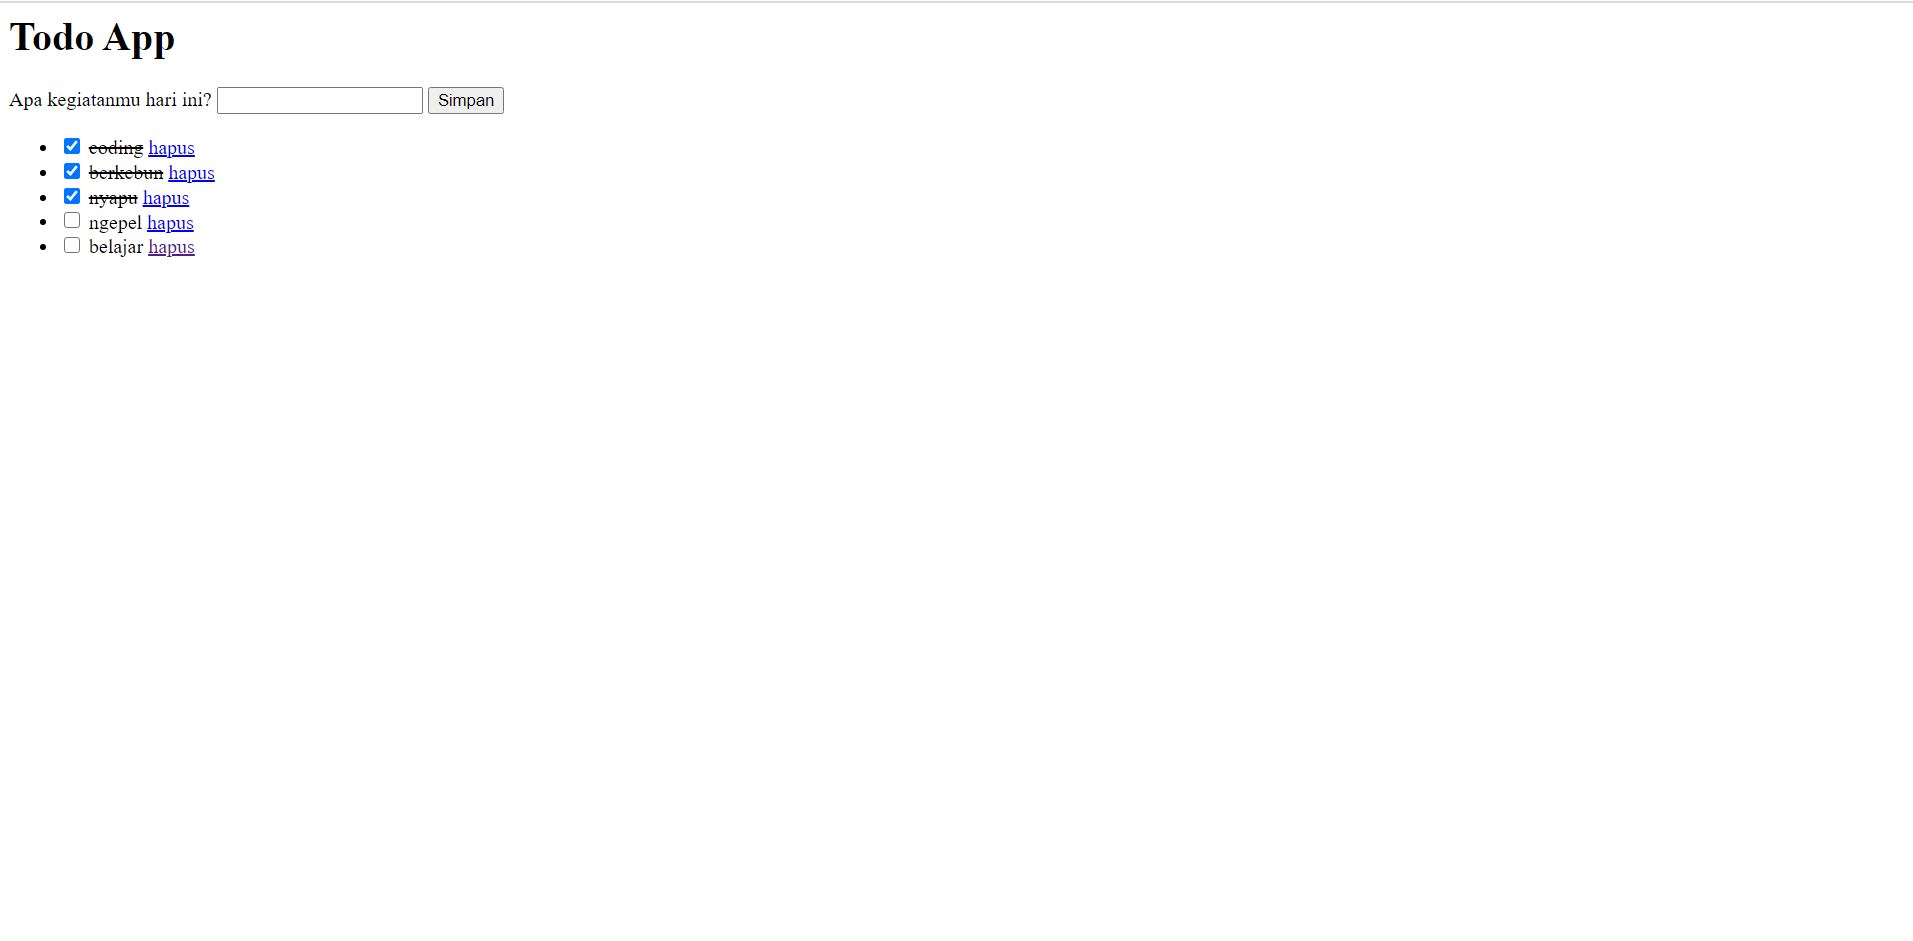 Todo App
Apa kegiatanmu hari ini? Simpan
coding hapus
berkebun hapus
nyapu hapus
ngepel hapus
belajar hapus